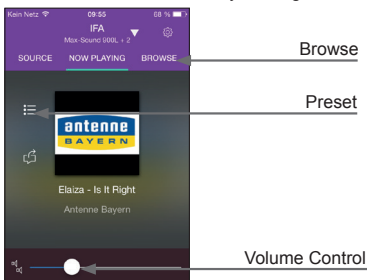 Kein Netz 09:55 68 %
IFA
Max-Sound 900L + 2
SOURCE NOW PLAYING BROWSE
Browse
Preset
antenne
BAYERN
Elaiza - Is It Right
Antenne Bayern
Volume Control